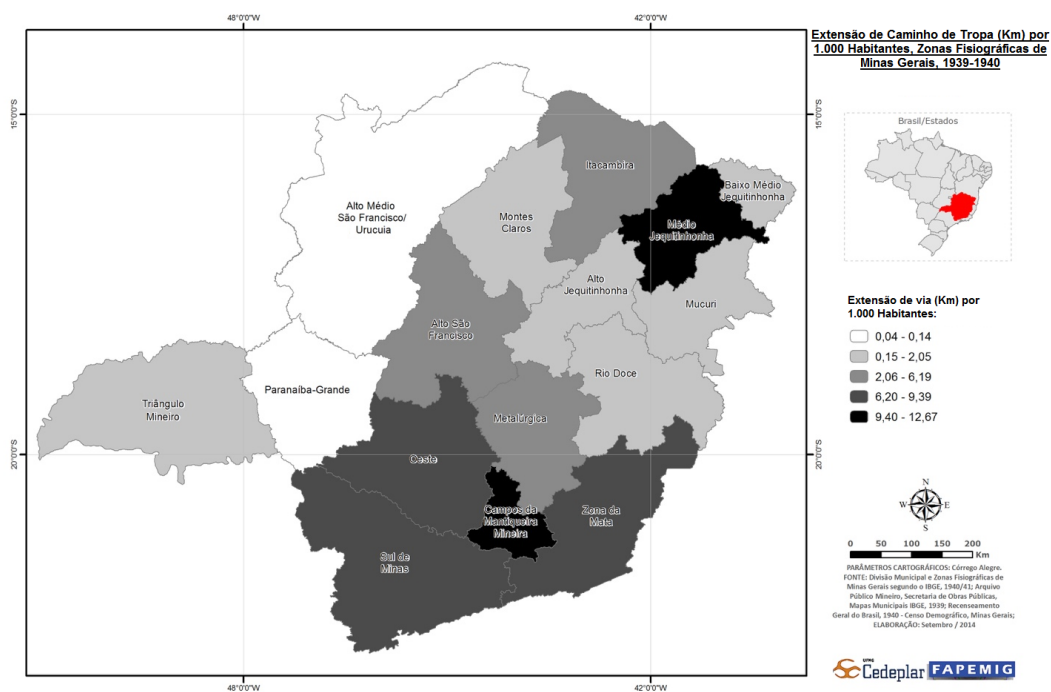 48°0'0"W
42°0'0"W
Extensão de Caminho de Tropa (Km) por
1.000 Habitantes, Zonas Fisiográficas de
Minas Gerais, 1939-1940
15°0'0"S
15°0'0"S
Brasil/Estados
Itacambira
Baixo Médio
Jequitinhonha
Alto Médio
São Francisco/
Urucuia
Montes
Claros
Médio
Jequitinhonha
Alto
Jequitinhonha
Mucuri
Extensão de via (Km) por
1.000 Habitantes:
0,04 - 0,14
0,15 - 2,05
2,06 - 6,19
6,20 - 9,39
9,40 - 12,67
Alto São
Francisco
Rio Doce
Paranaíba-Grande
Triângulo
Mineiro
Metalúrgica
20°0'0"S
20°0'0"S
Oeste
Campos da
Mantiqueira
Mineira
Zona da
Mata
Sul de
Minas
N
W
E
S
0 50 100 150 200
Km
PARÂMETROS CARTOGRÁFICOS: Córrego Alegre.
FONTE: Divisão Municipal e Zonas Fisiográficas de
Minas Gerais segundo o IBGE, 1940/41; Arquivo
Público Mineiro, Secretaria de Obras Públicas,
Mapas Municipais IBGE, 1939; Recenseamento
Geral do Brasil, 1940 - Censo Demográfico, Minas Gerais;
ELABORAÇÃO: Setembro / 2014
UFMG
Cedeplar
FAPEMIG
48°0'0"W
42°0'0"W